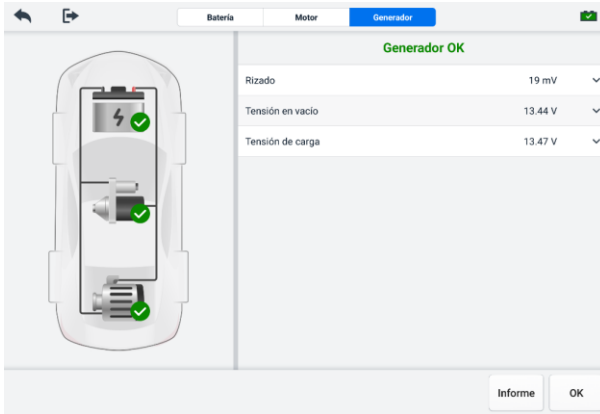 Batería Motor Generador
Generador OK
Rizado 19 mV
Tensión en vacío 13.44 V
Tensión de carga 13.47 V
Informe OK